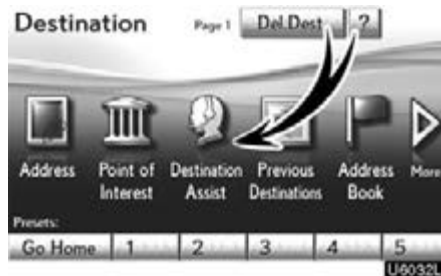 Destination Page 1 Del.Dest ?
Address Point of Interest Destination Assist Previous Destinations Address Book More
Presets:
Go Home 1 2 3 4 5
U6032L